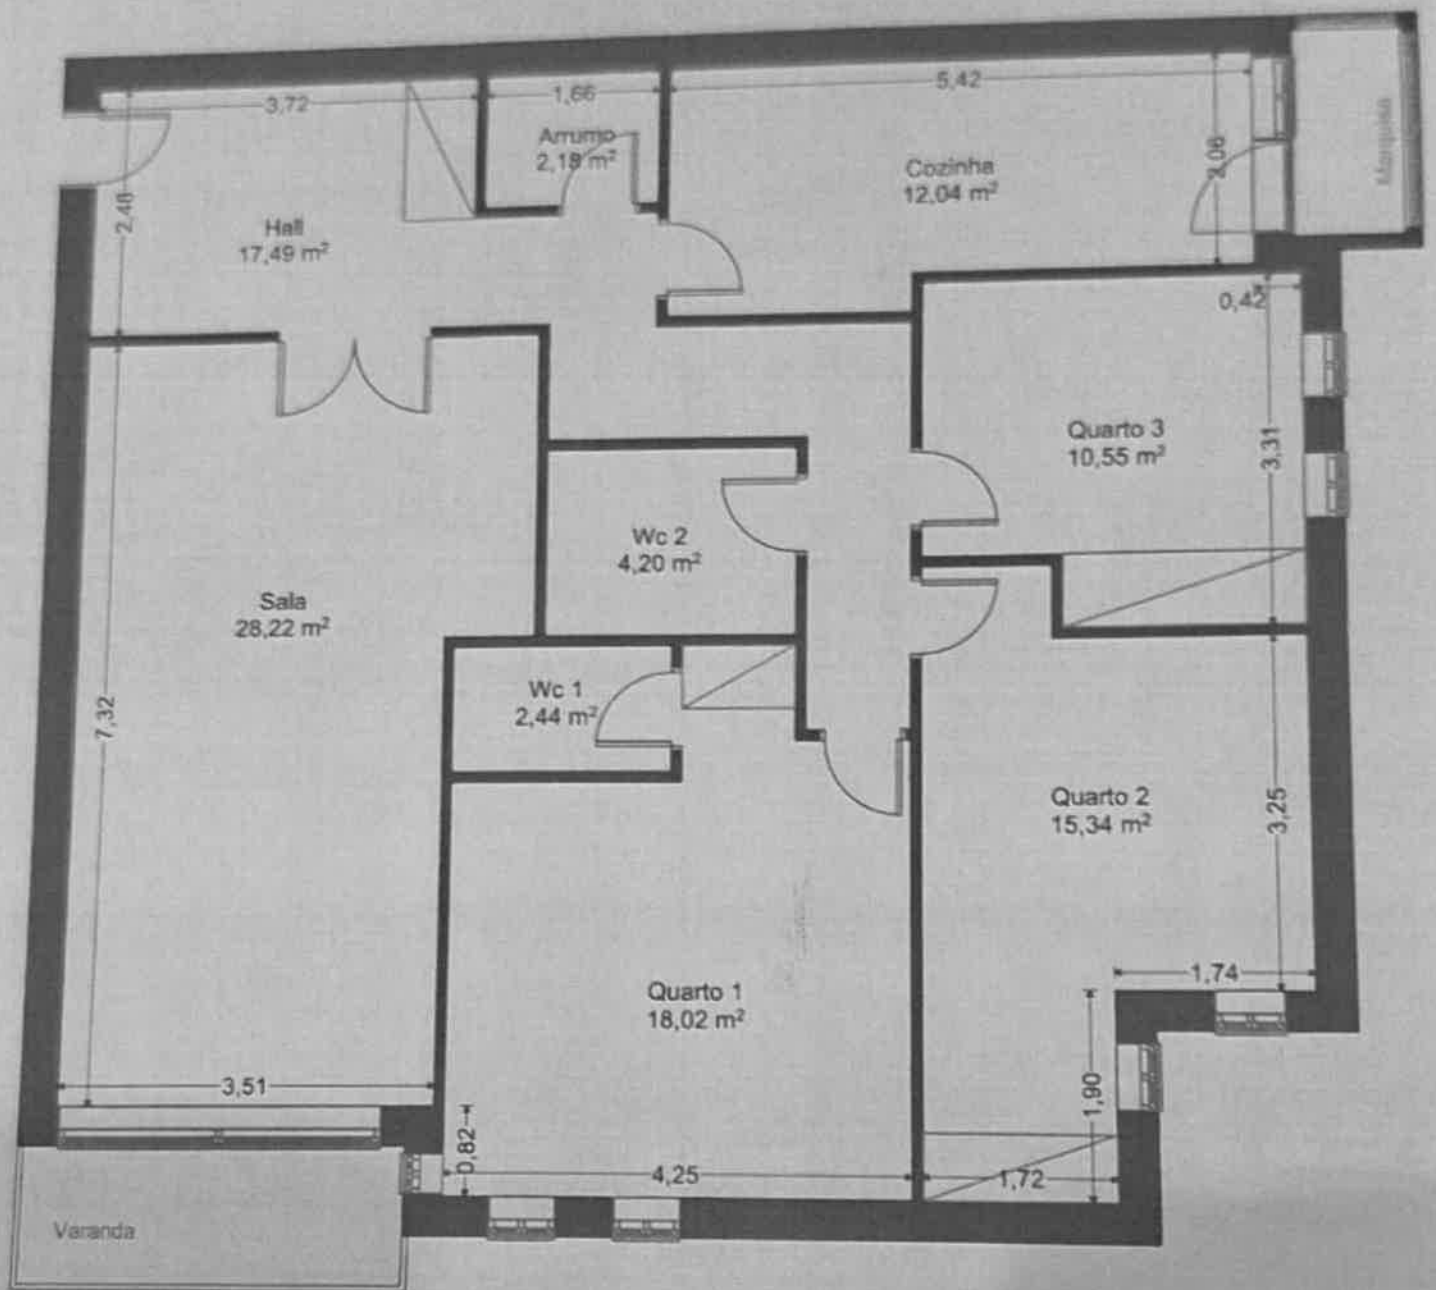 3,72
1,66
5,42
Arrumo
2,18 m²
Cozinha
12,04 m²
2,06
Marquise
2,48
Hall
17,49 m²
0,42
Quarto 3
10,55 m²
3,31
Wc 2
4,20 m²
Sala
28,22 m²
Wc 1
2,44 m²
7,32
Quarto 2
15,34 m²
3,25
1,74
Quarto 1
18,02 m²
3,51
1,90
0,82
4,25
1,72
Varanda